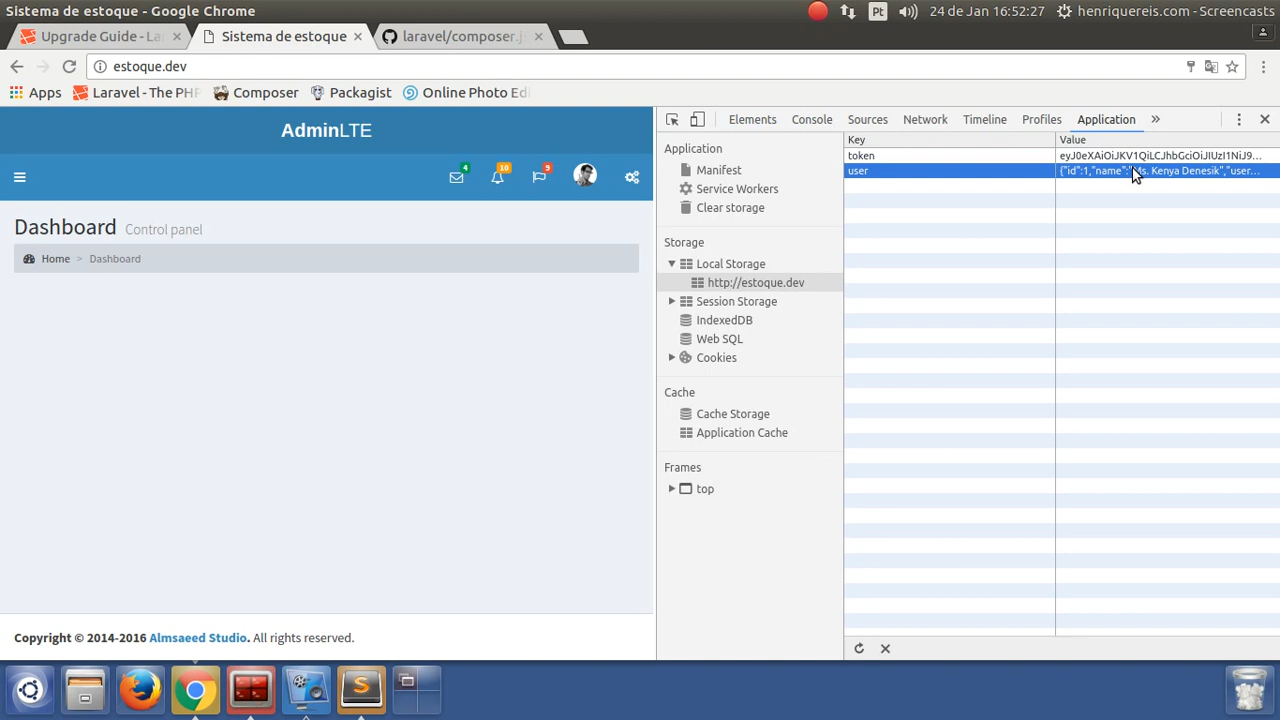 Sistema de estoque - Google Chrome
Pt
24 de Jan 16:52:27
henriquereis.com - Screencasts
Upgrade Guide - La
Sistema de estoque
laravel/composer.j
estoque.dev
Apps
Laravel - The PHP
Composer
Packagist
Online Photo Edi
AdminLTE
4
10
9
Dashboard Control panel
Home > Dashboard
Copyright © 2014-2016 Almsaeed Studio. All rights reserved.
Elements
Console
Sources
Network
Timeline
Profiles
Application
»
Application
Manifest
Service Workers
Clear storage
Storage
Local Storage
http://estoque.dev
Session Storage
IndexedDB
Web SQL
Cookies
Cache
Cache Storage
Application Cache
Frames
top
Key Value
token eyJ0eXAiOiJKV1QiLCJhbGciOiJIUzI1NiJ9...
user {"id":1,"name":"Ms. Kenya Denesik","user...